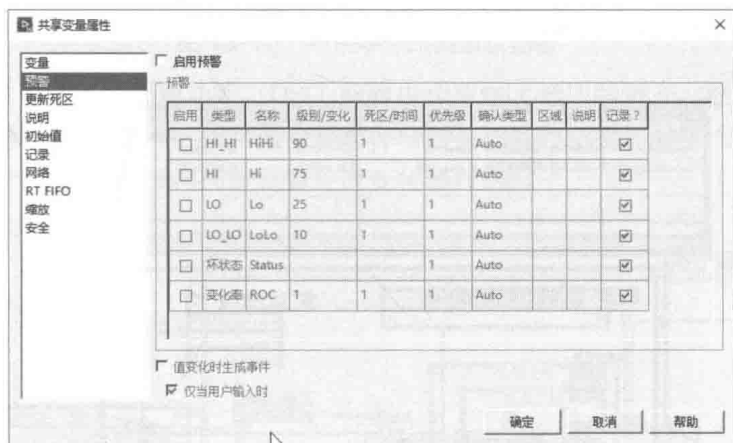 共享变量属性
变量
预警
更新死区
说明
初始值
记录
网络
RT FIFO
缩放
安全
启用预警
预警
启用 类型 名称 级别/变化 死区/时间 优先级 确认类型 区域 说明 记录?
HI_HI HiHi 90 1 1 Auto
HI Hi 75 1 1 Auto
LO Lo 25 1 1 Auto
LO_LO LoLo 10 1 1 Auto
坏状态 Status 1 Auto
变化率 ROC 1 1 1 Auto
值变化时生成事件
仅当用户输入时
确定 取消 帮助